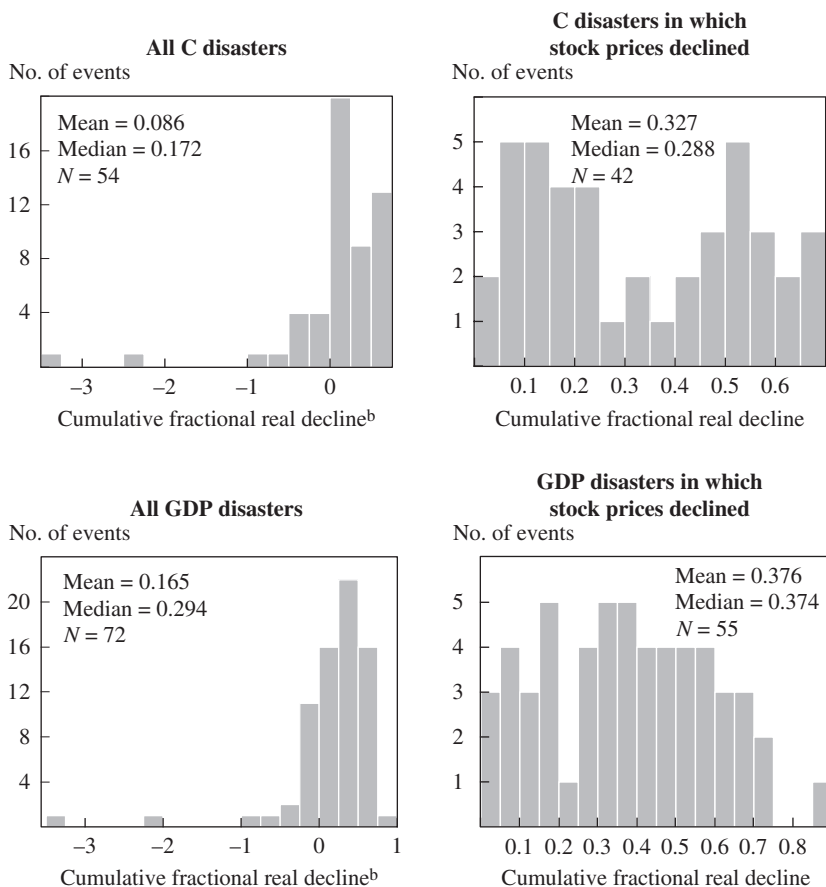 All C disasters
No. of events
Mean = 0.086
Median = 0.172
N = 54
16
12
8
4
–3
–2
–1
0
Cumulative fractional real declineᵇ
C disasters in which
stock prices declined
No. of events
Mean = 0.327
Median = 0.288
N = 42
5
4
3
2
1
0.1
0.2
0.3
0.4
0.5
0.6
Cumulative fractional real decline
All GDP disasters
No. of events
Mean = 0.165
Median = 0.294
N = 72
20
16
12
8
4
–3
–2
–1
0
1
Cumulative fractional real declineᵇ
GDP disasters in which
stock prices declined
No. of events
Mean = 0.376
Median = 0.374
N = 55
5
4
3
2
1
0.1
0.2
0.3
0.4
0.5
0.6
0.7
0.8
Cumulative fractional real decline